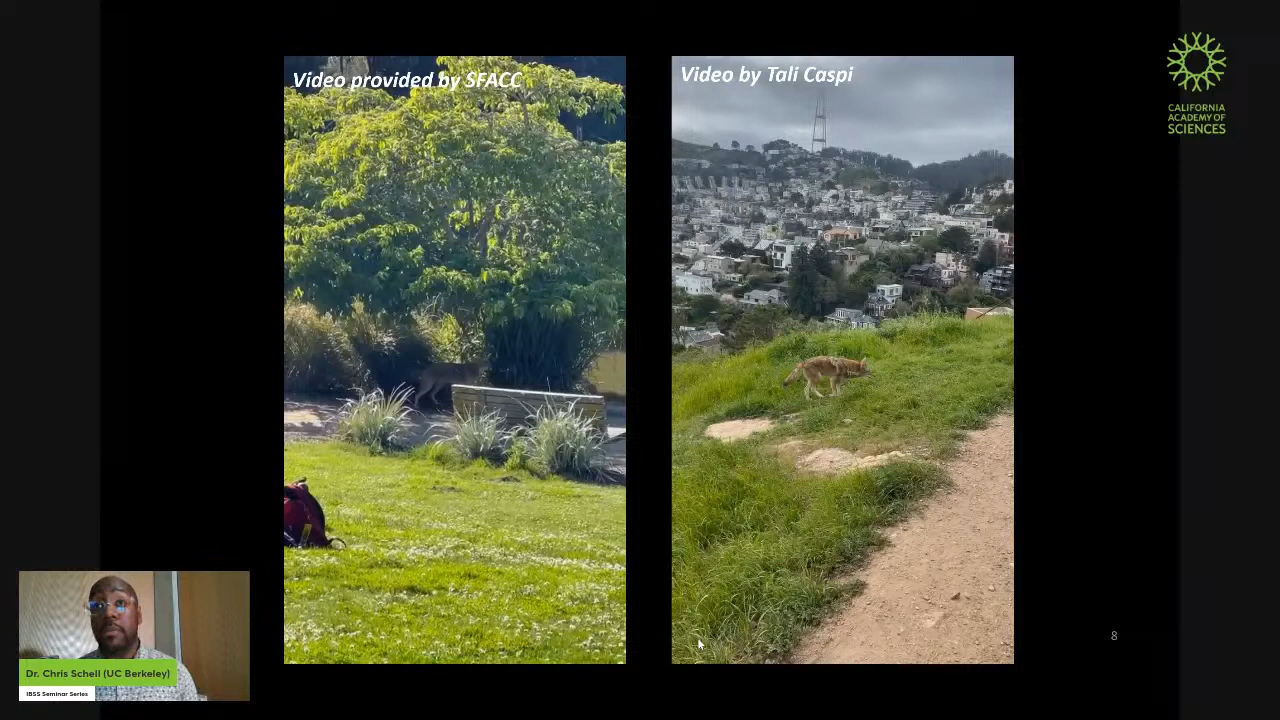 Video provided by SFACC
Video by Tali Caspi
CALIFORNIA
ACADEMY OF
SCIENCES
8
Dr. Chris Schell (UC Berkeley)
IBSS Seminar Series